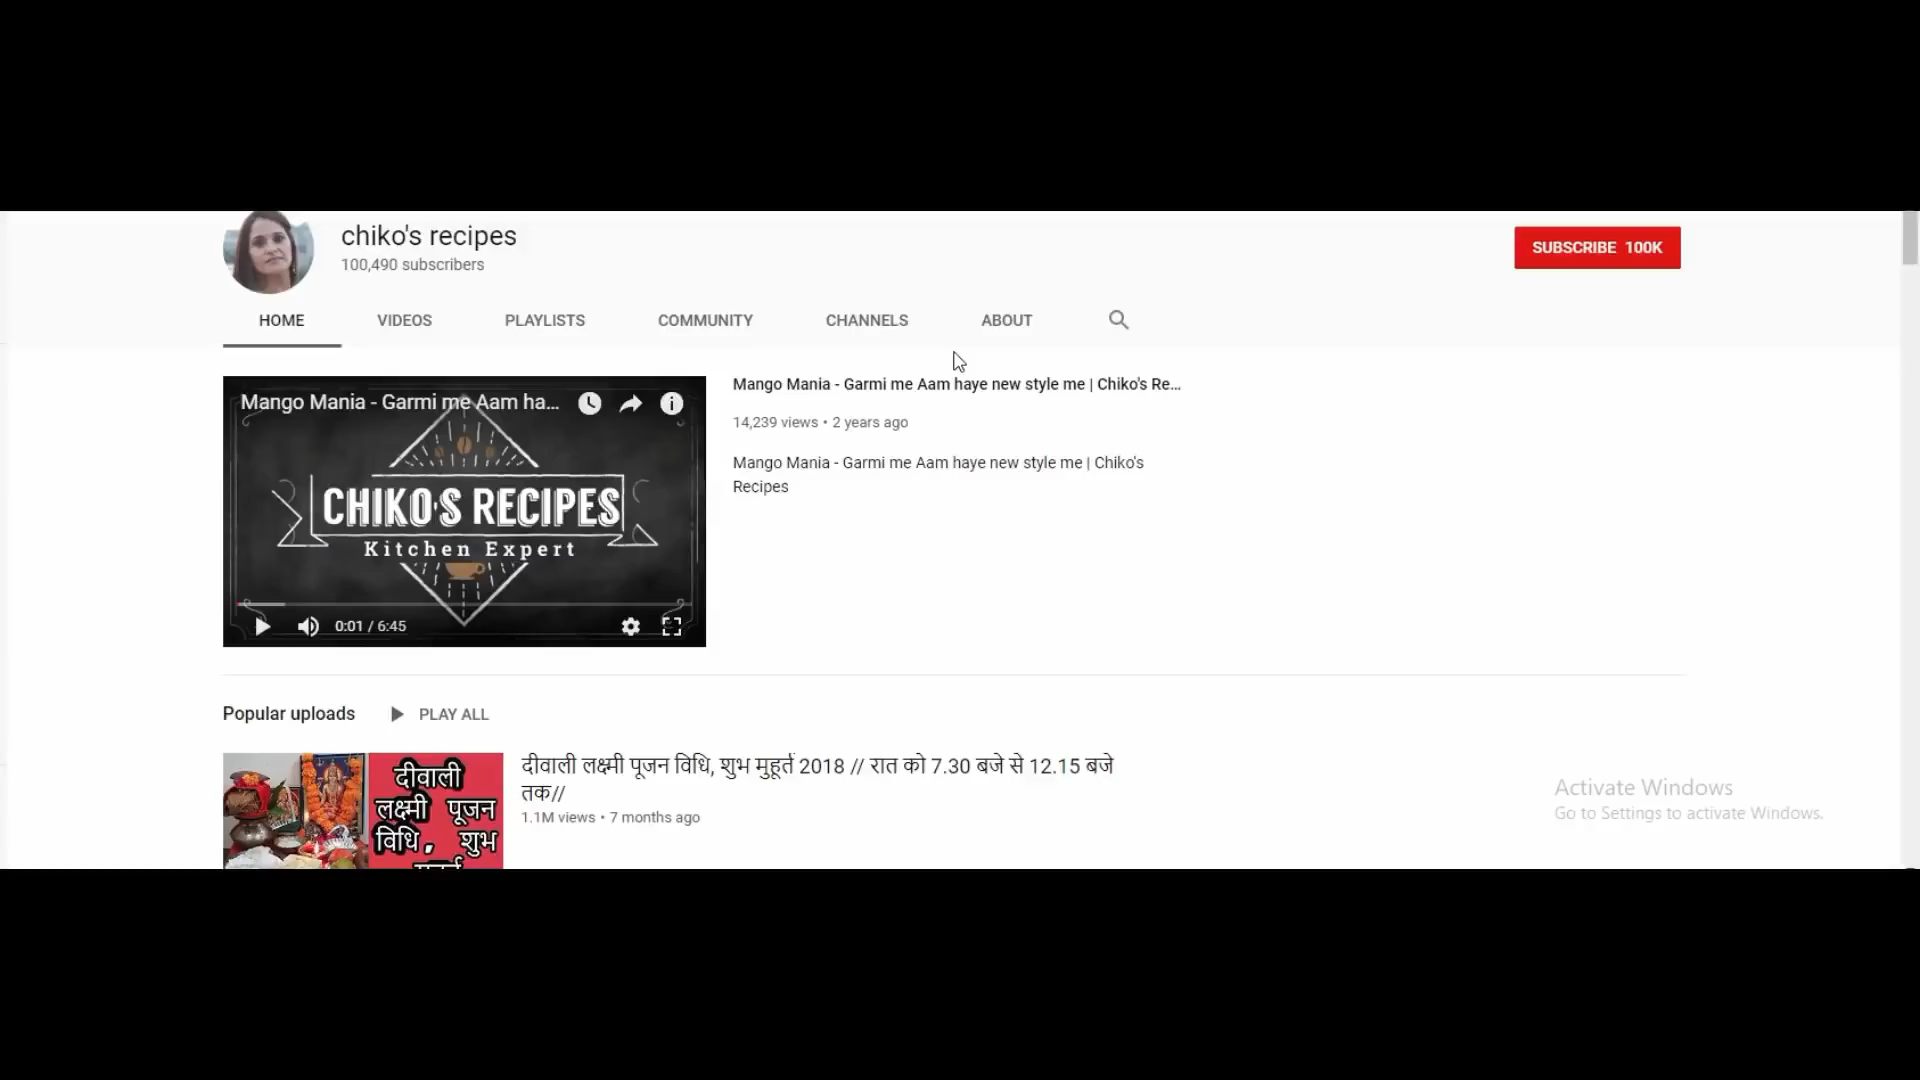 chiko's recipes
100,490 subscribers
SUBSCRIBE 100K
HOME VIDEOS PLAYLISTS COMMUNITY CHANNELS ABOUT
Mango Mania - Garmi me Aam ha...
CHIKO'S RECIPES
Kitchen Expert
0:01 / 6:45
Mango Mania - Garmi me Aam haye new style me | Chiko's Re...
14,239 views • 2 years ago
Mango Mania - Garmi me Aam haye new style me | Chiko's
Recipes
Popular uploads PLAY ALL
दीवाली
लक्ष्मी पूजन
विधि, शुभ
दीवाली लक्ष्मी पूजन विधि, शुभ मुहूर्त 2018 // रात को 7.30 बजे से 12.15 बजे
तक//
1.1M views • 7 months ago
Activate Windows
Go to Settings to activate Windows.